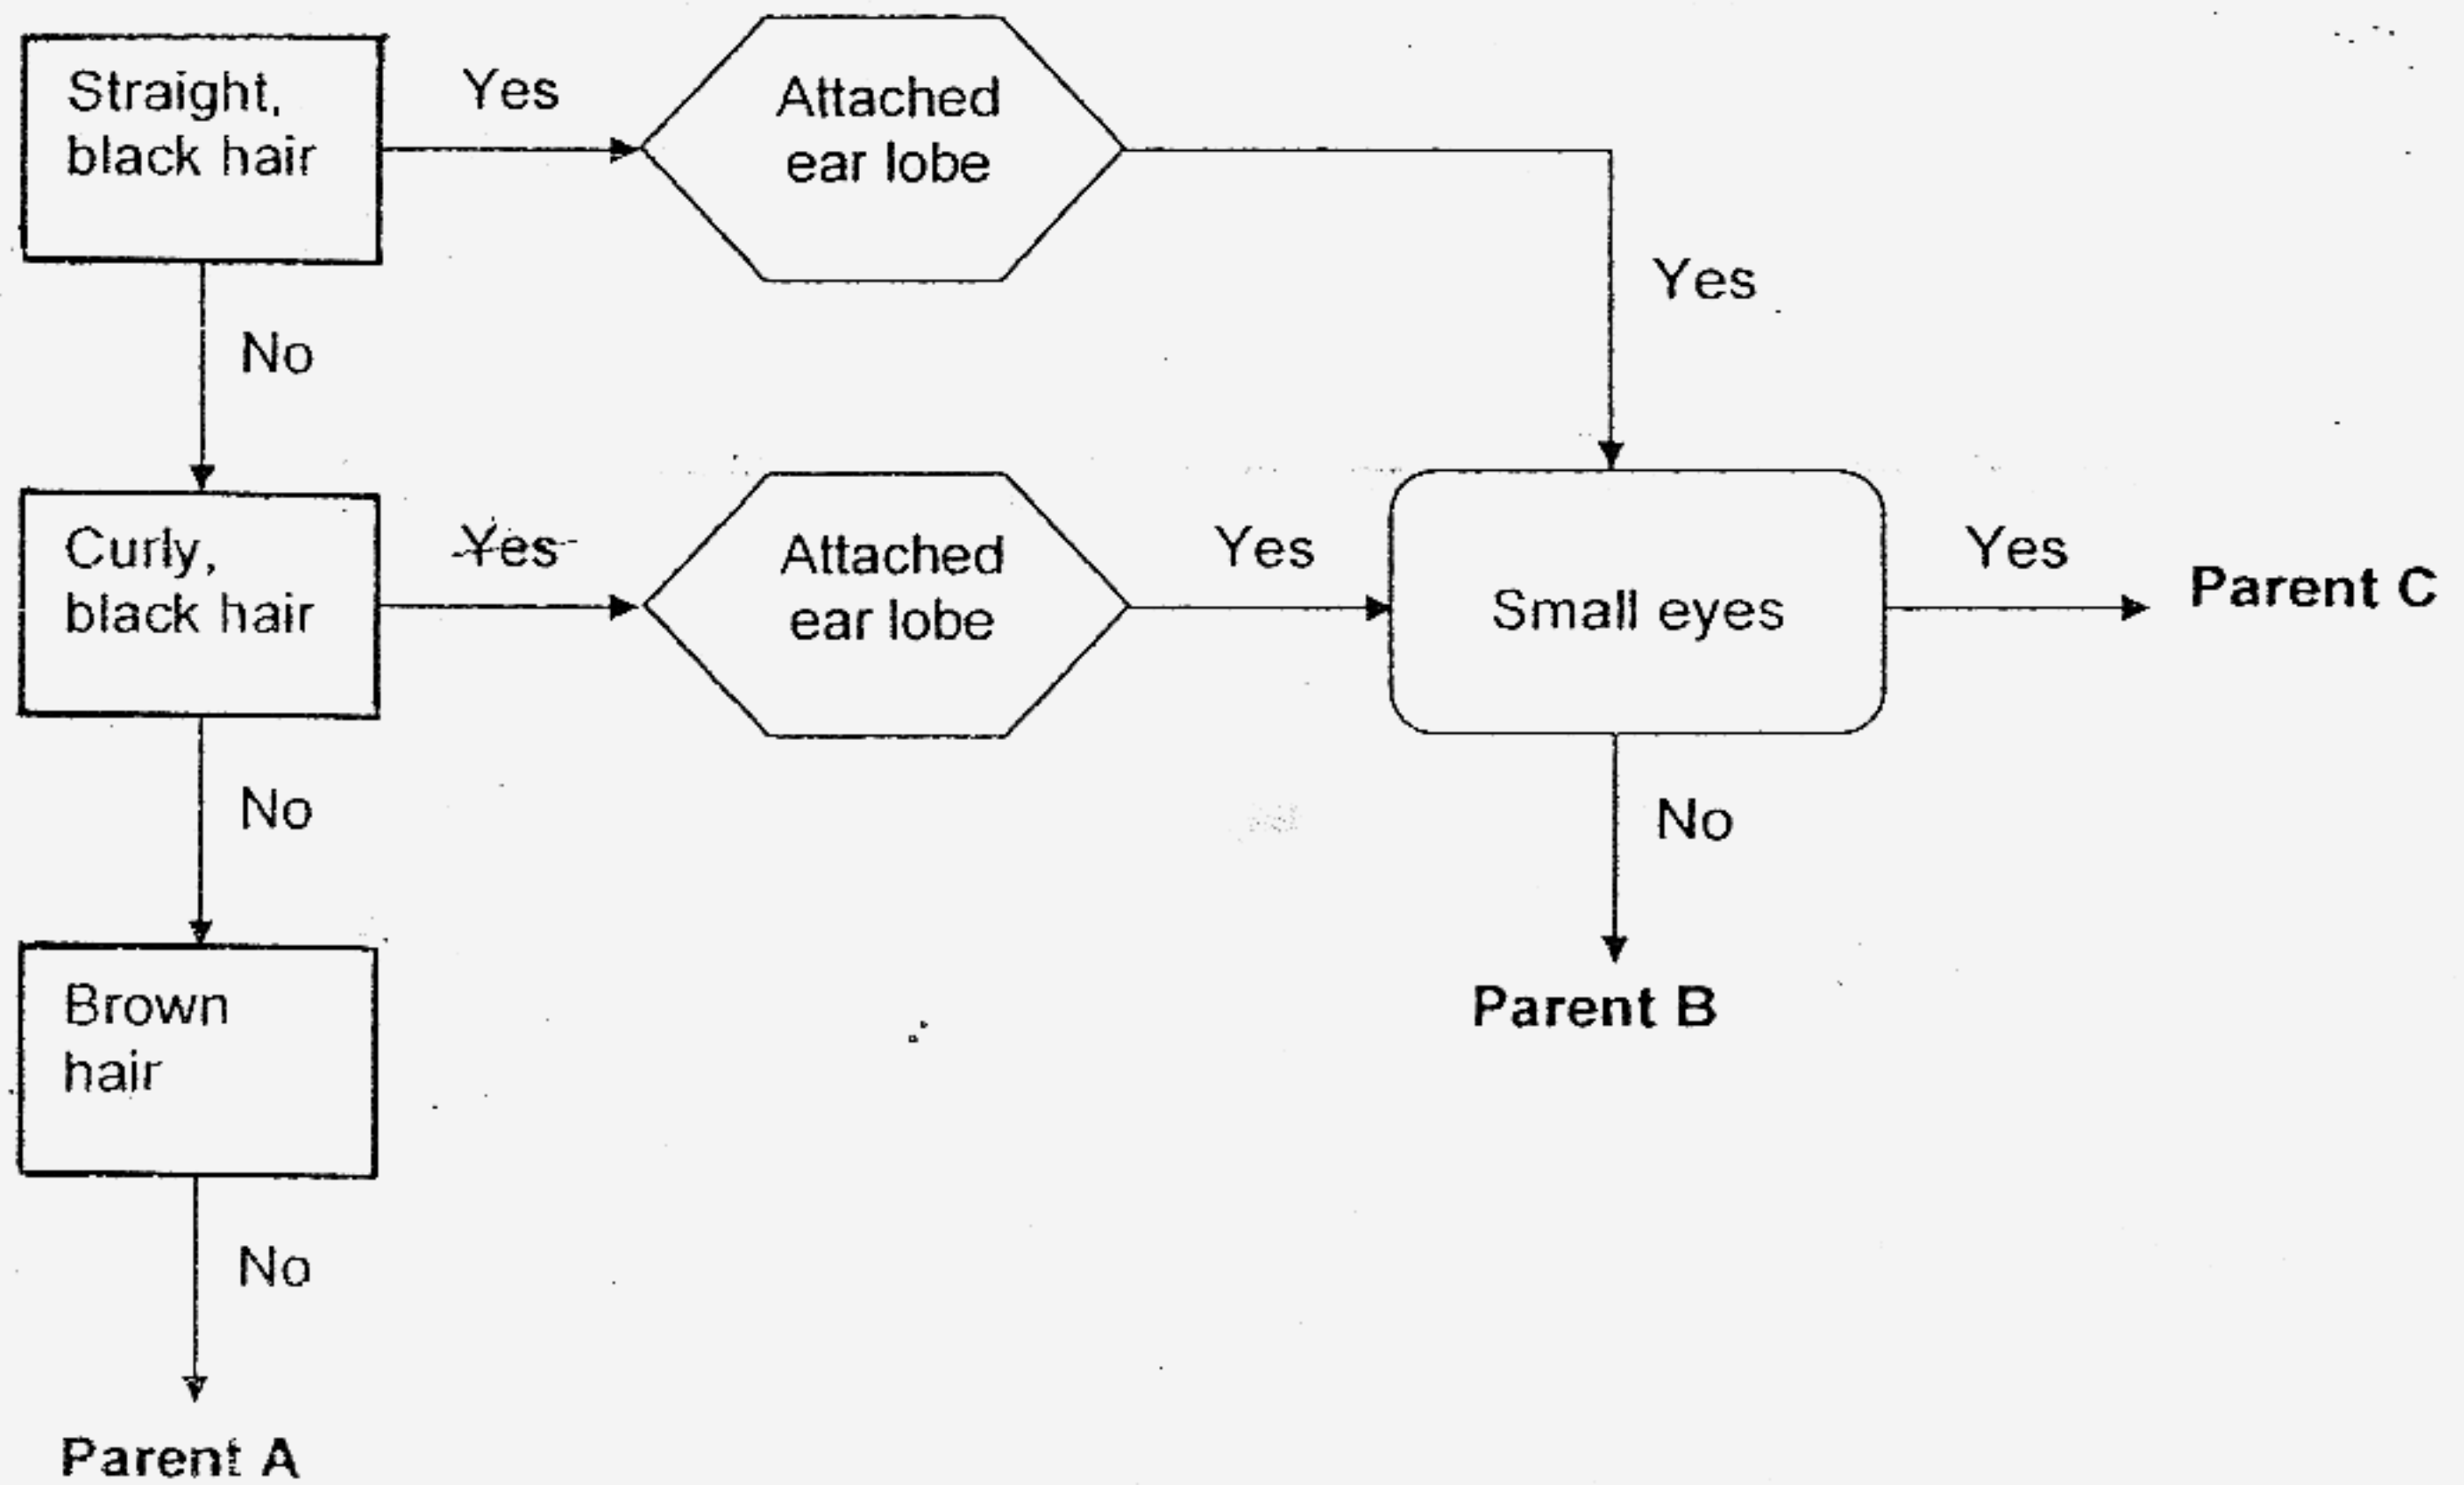 Straight,
black hair
Yes
Attached
ear lobe
Yes
No
Curly,
black hair
Yes
Attached
ear lobe
Yes
Small eyes
Yes
Parent C
No
No
Brown
hair
Parent B
No
Parent A